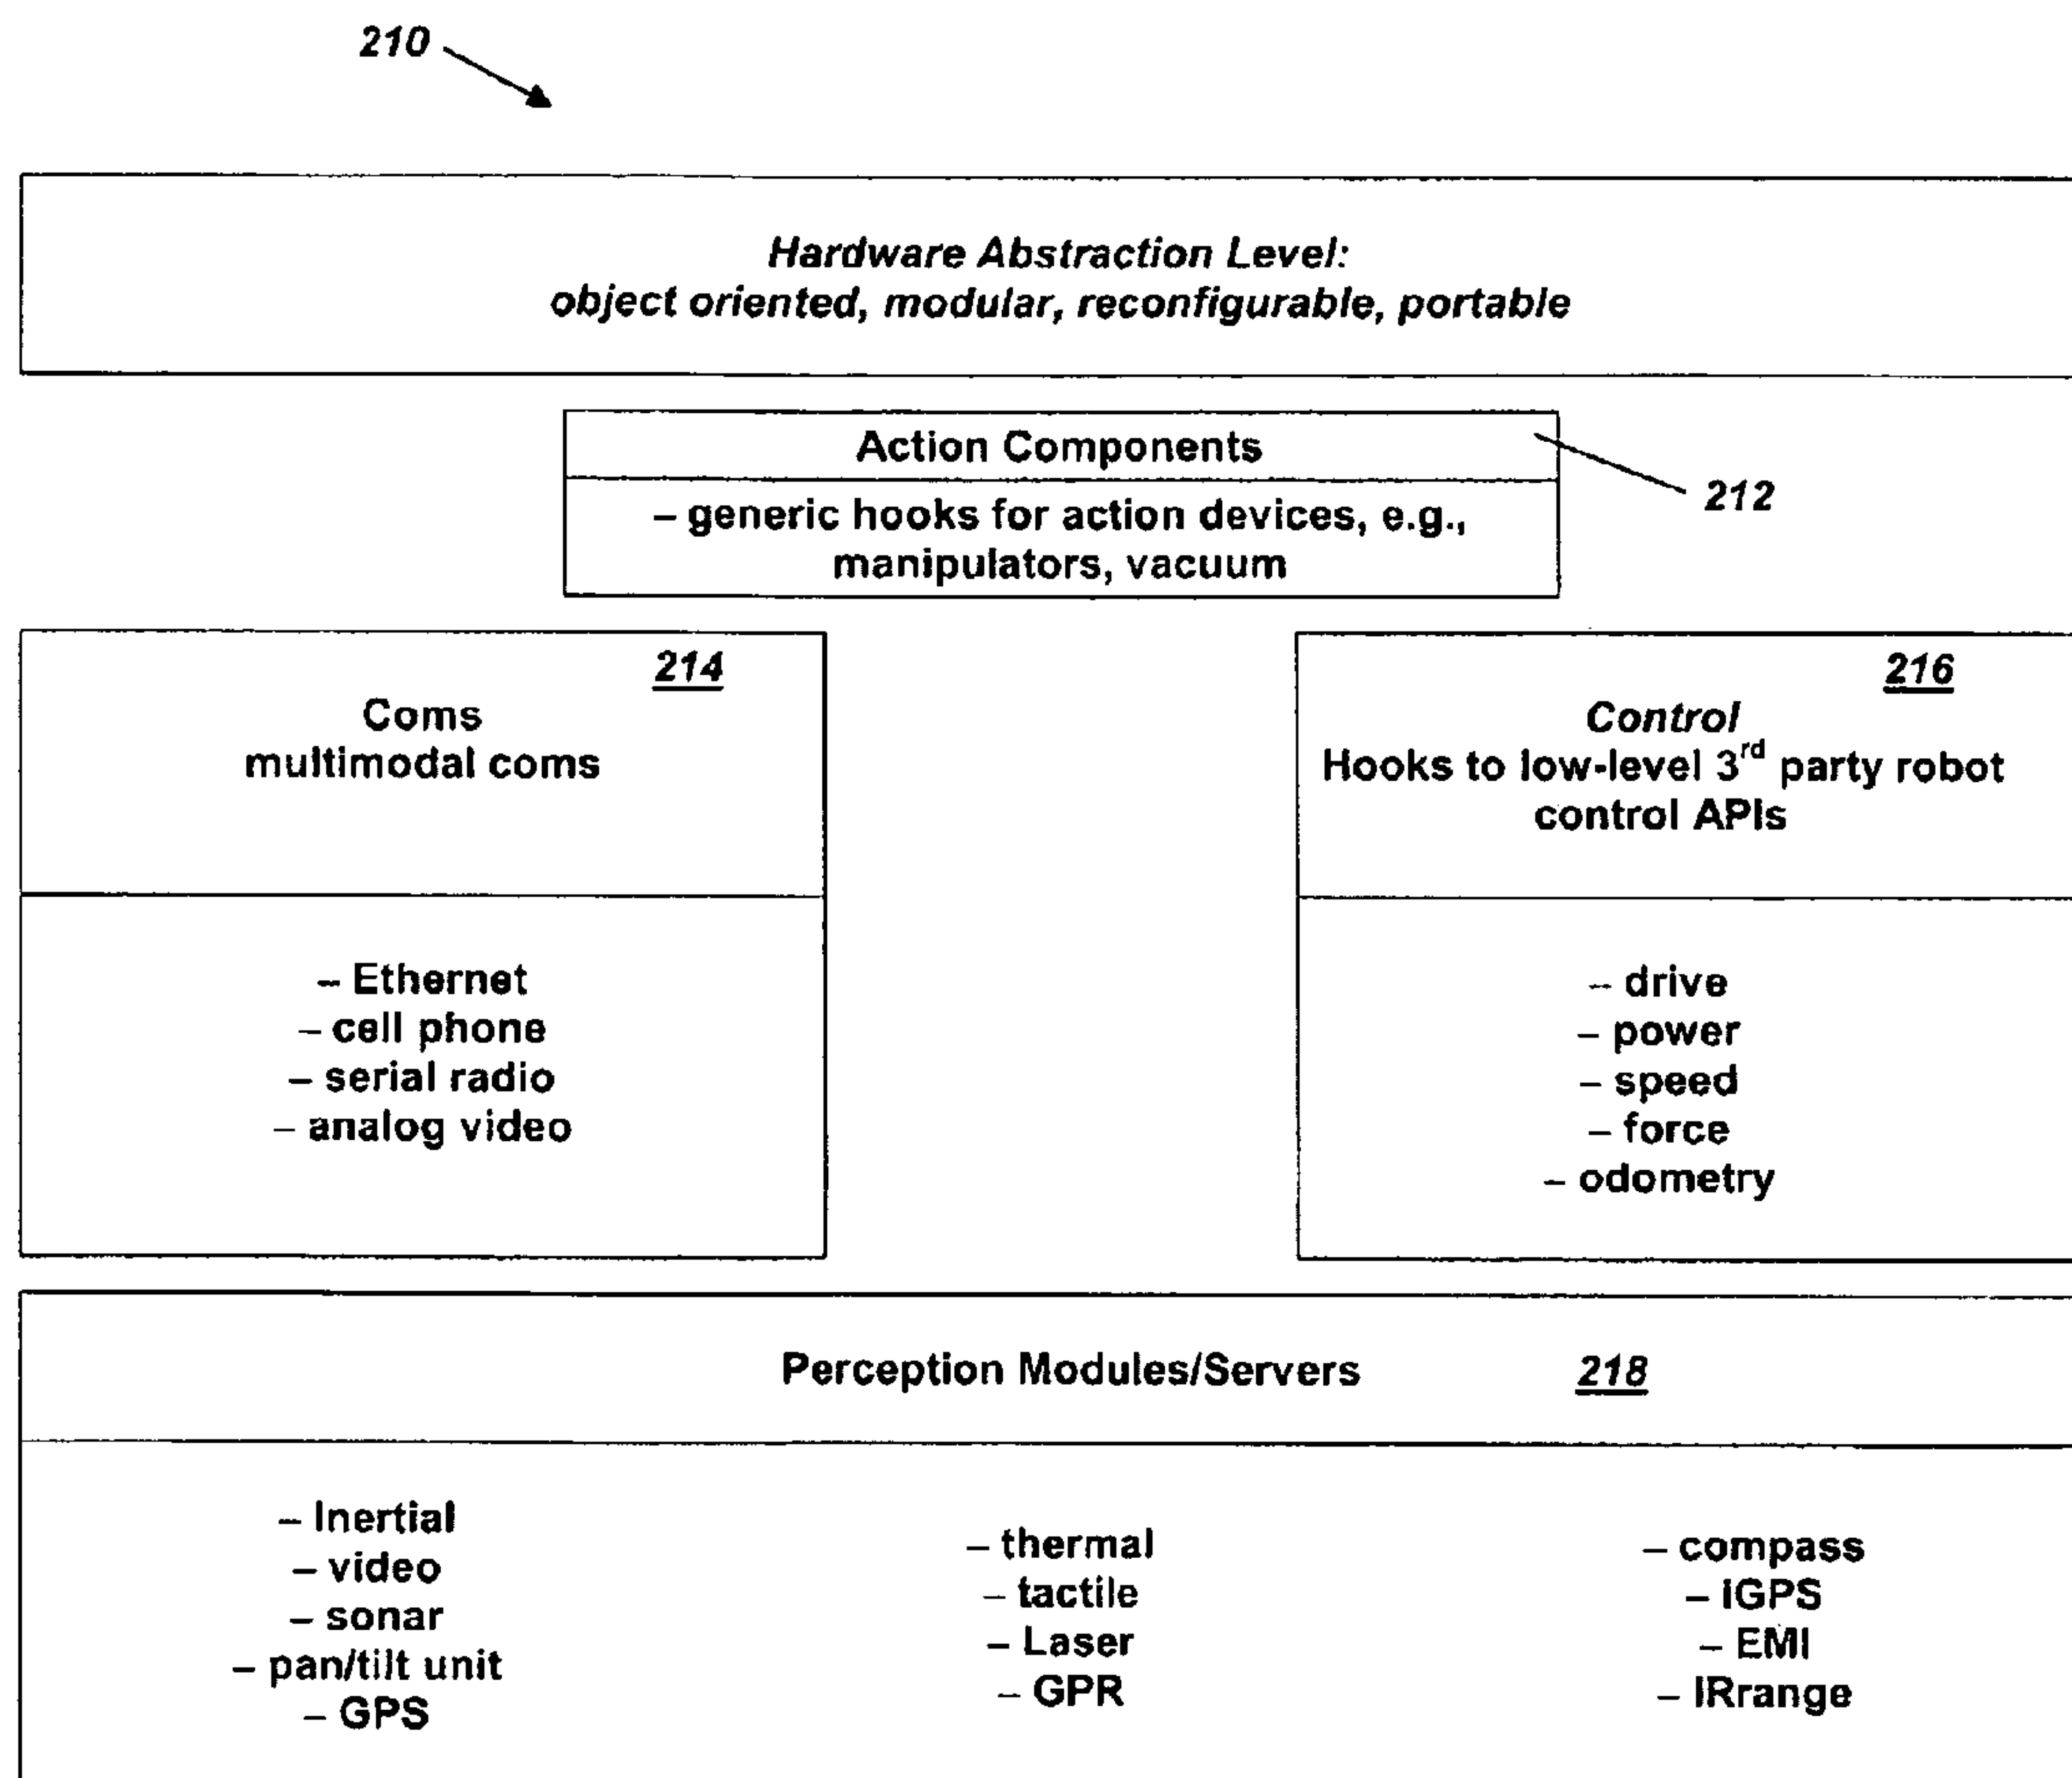 210
Hardware Abstraction Level:
object oriented, modular, reconfigurable, portable
Action Components
– generic hooks for action devices, e.g.,
manipulators, vacuum
212
214
Coms
multimodal coms
– Ethernet
– cell phone
– serial radio
– analog video
216
Control
Hooks to low-level 3rd party robot
control APIs
– drive
– power
– speed
– force
– odometry
Perception Modules/Servers 218
– Inertial
– video
– sonar
– pan/tilt unit
– GPS
– thermal
– tactile
– Laser
– GPR
– compass
– IGPS
– EMI
– IRrange